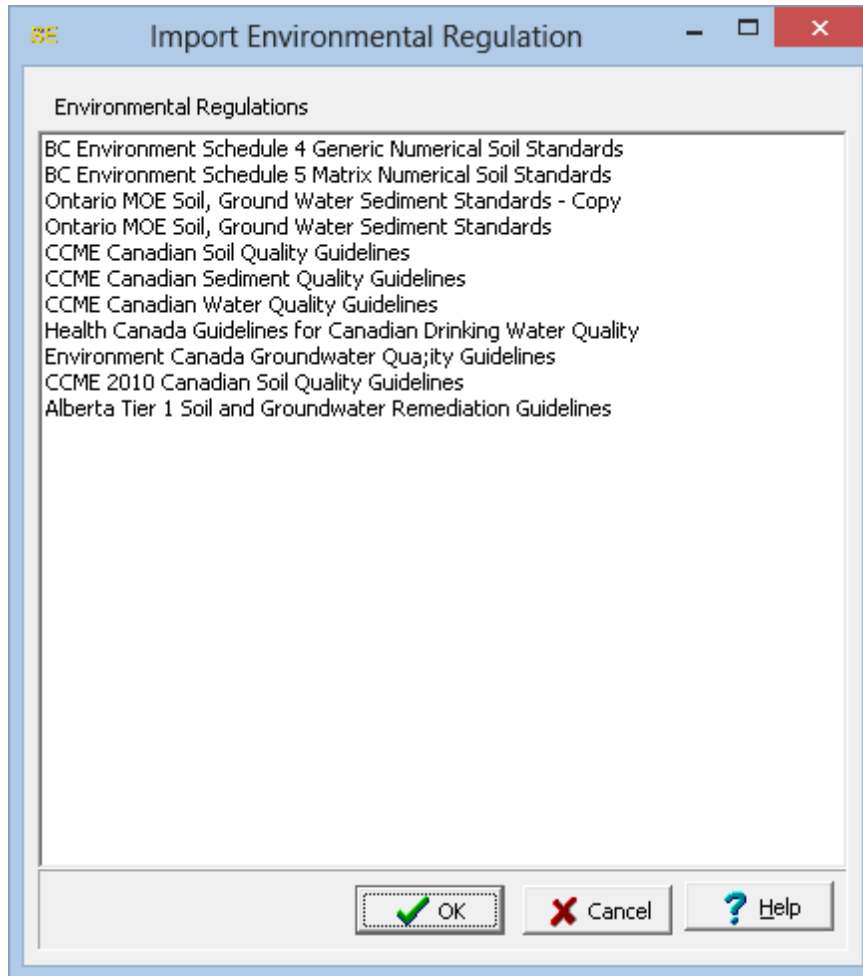 SE Import Environmental Regulation
Environmental Regulations
BC Environment Schedule 4 Generic Numerical Soil Standards
BC Environment Schedule 5 Matrix Numerical Soil Standards
Ontario MOE Soil, Ground Water Sediment Standards - Copy
Ontario MOE Soil, Ground Water Sediment Standards
CCME Canadian Soil Quality Guidelines
CCME Canadian Sediment Quality Guidelines
CCME Canadian Water Quality Guidelines
Health Canada Guidelines for Canadian Drinking Water Quality
Environment Canada Groundwater Qua;ity Guidelines
CCME 2010 Canadian Soil Quality Guidelines
Alberta Tier 1 Soil and Groundwater Remediation Guidelines
OK Cancel Help